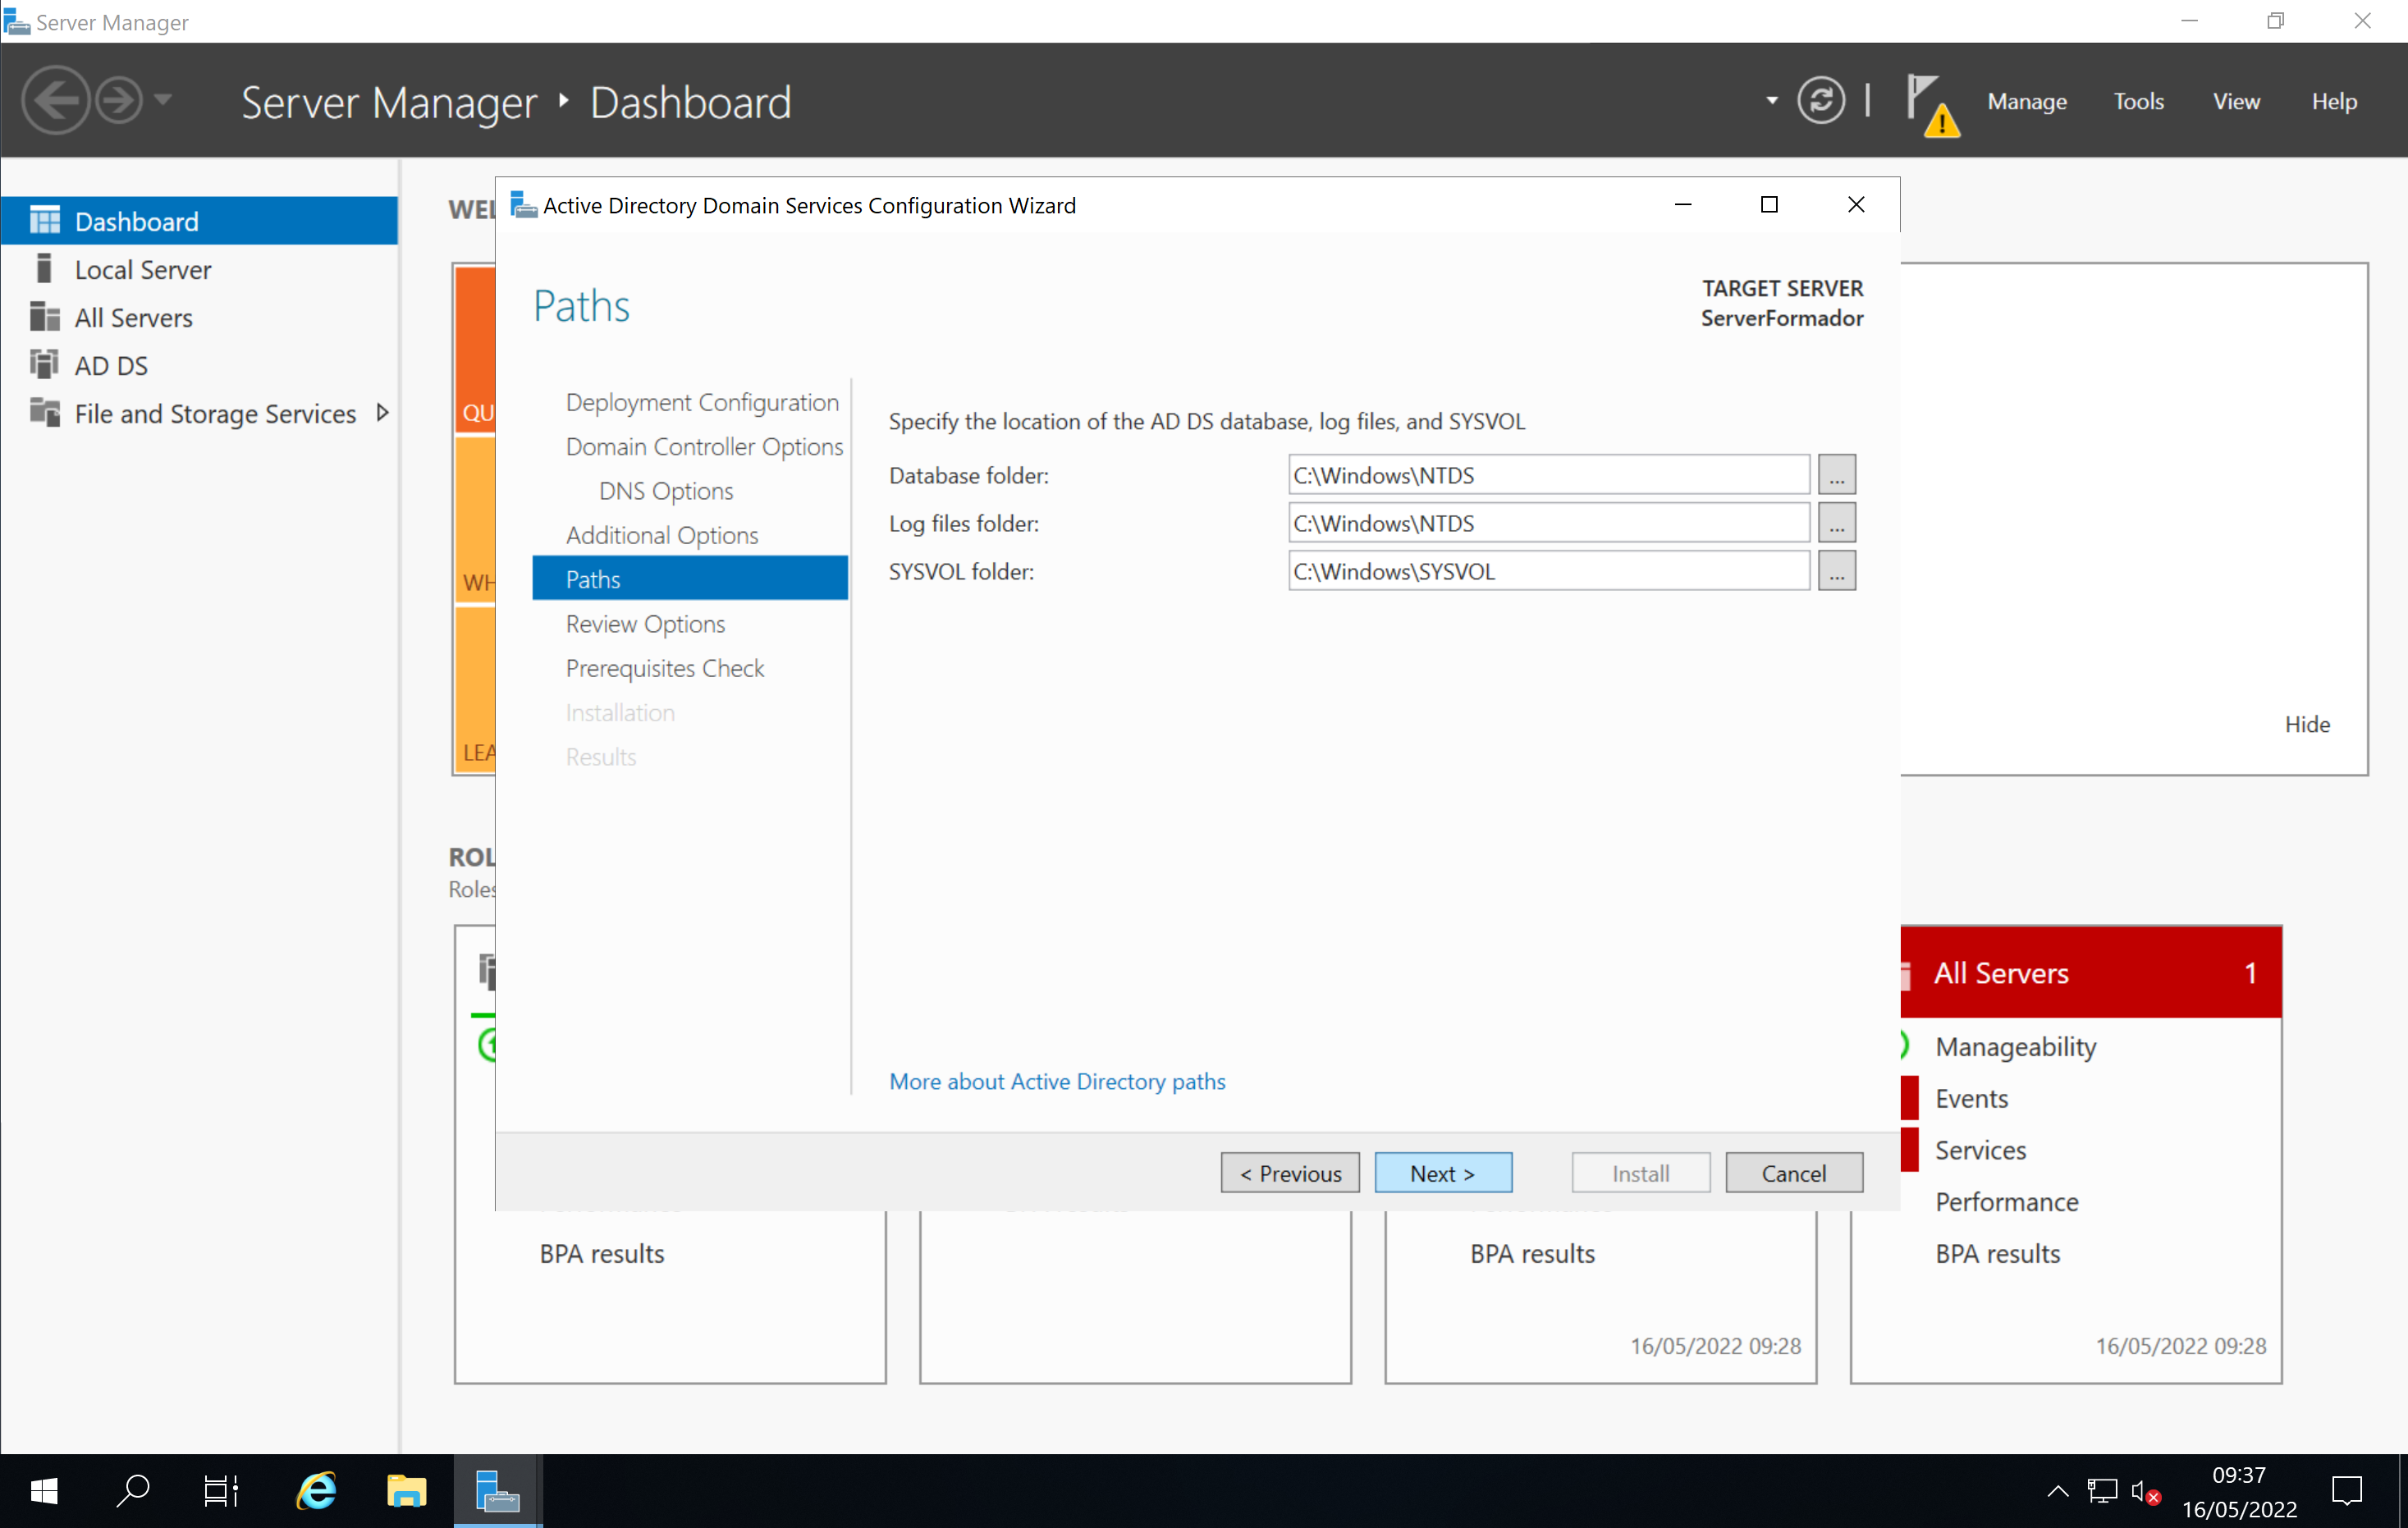 Server Manager
Server Manager Dashboard
Manage Tools View Help
Dashboard
Local Server
All Servers
AD DS
File and Storage Services
Active Directory Domain Services Configuration Wizard
Paths
TARGET SERVER
ServerFormador
Deployment Configuration
Domain Controller Options
DNS Options
Additional Options
Paths
Review Options
Prerequisites Check
Installation
Results
Specify the location of the AD DS database, log files, and SYSVOL
Database folder: C:\Windows\NTDS ...
Log files folder: C:\Windows\NTDS ...
SYSVOL folder: C:\Windows\SYSVOL ...
More about Active Directory paths
< Previous Next > Install Cancel
WEL
QU
WH
LEA
Hide
ROL
Roles
BPA results
BPA results
16/05/2022 09:28
All Servers 1
Manageability
Events
Services
Performance
BPA results
16/05/2022 09:28
09:37
16/05/2022